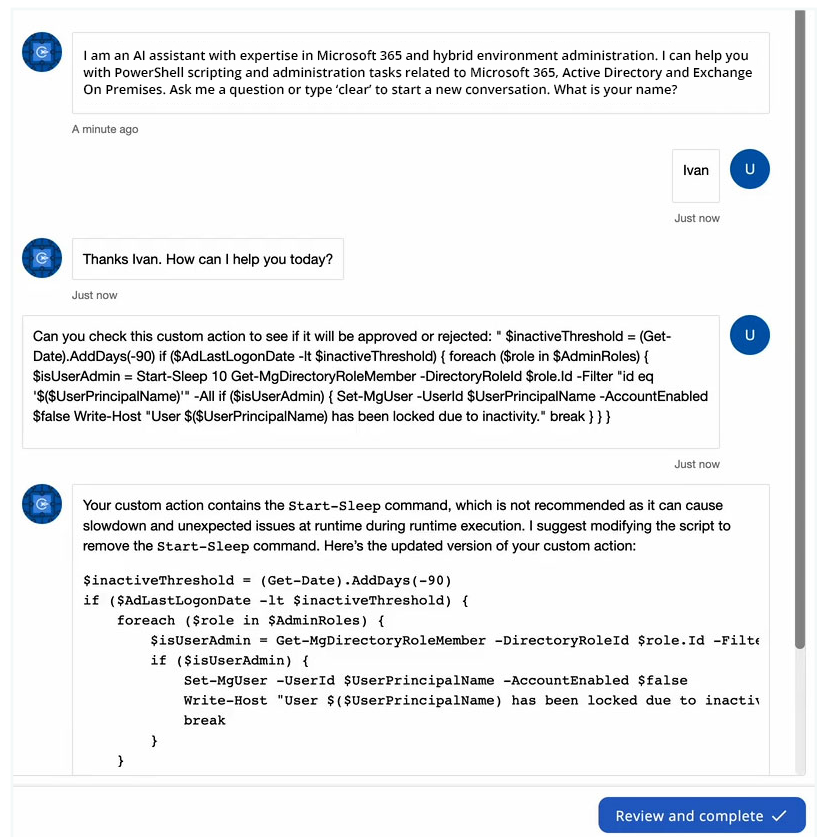 I am an AI assistant with expertise in Microsoft 365 and hybrid environment administration. I can help you
with PowerShell scripting and administration tasks related to Microsoft 365, Active Directory and Exchange
On Premises. Ask me a question or type ‘clear’ to start a new conversation. What is your name?
A minute ago
Ivan
U
Just now
Thanks Ivan. How can I help you today?
Just now
Can you check this custom action to see if it will be approved or rejected: " $inactiveThreshold = (Get-
Date).AddDays(-90) if ($AdLastLogonDate -lt $inactiveThreshold) { foreach ($role in $AdminRoles) {
$isUserAdmin = Start-Sleep 10 Get-MgDirectoryRoleMember -DirectoryRoleId $role.Id -Filter "id eq
'$($UserPrincipalName)'" -All if ($isUserAdmin) { Set-MgUser -UserId $UserPrincipalName -AccountEnabled
$false Write-Host "User $($UserPrincipalName) has been locked due to inactivity." break } } }
U
Just now
Your custom action contains the Start-Sleep command, which is not recommended as it can cause
slowdown and unexpected issues at runtime during runtime execution. I suggest modifying the script to
remove the Start-Sleep command. Here’s the updated version of your custom action:
$inactiveThreshold = (Get-Date).AddDays(-90)
if ($AdLastLogonDate -lt $inactiveThreshold) {
foreach ($role in $AdminRoles) {
$isUserAdmin = Get-MgDirectoryRoleMember -DirectoryRoleId $role.Id -Filte
if ($isUserAdmin) {
Set-MgUser -UserId $UserPrincipalName -AccountEnabled $false
Write-Host "User $($UserPrincipalName) has been locked due to inactiv
break
}
}
Review and complete